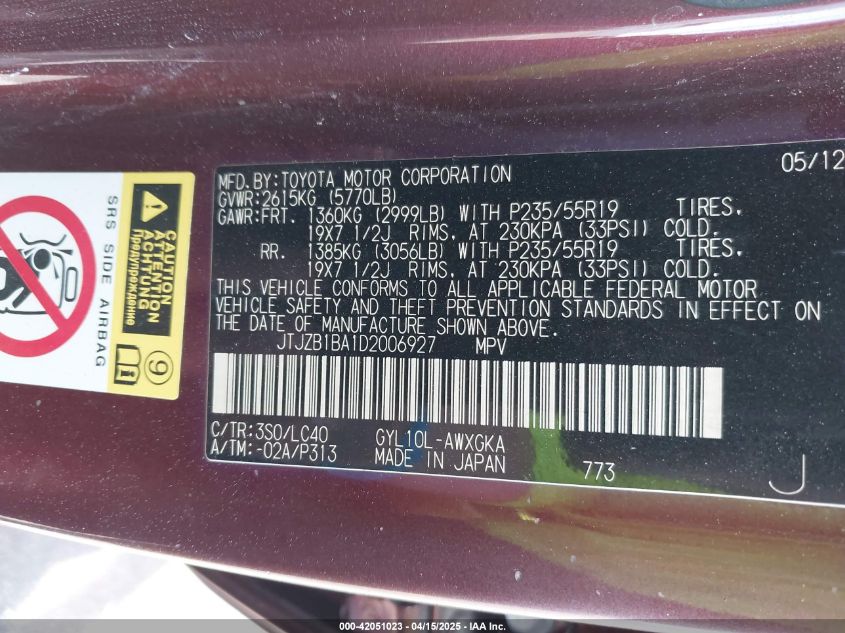 MFD. BY:TOYOTA MOTOR CORPORATION 05/12
GVWR:2615KG (5770LB)
GAWR:FRT. 1360KG (2999LB) WITH P235/55R19 TIRES.
19X7 1/2J RIMS. AT 230KPA (33PSI) COLD.
RR. 1385KG (3056LB) WITH P235/55R19 TIRES.
19X7 1/2J RIMS. AT 230KPA (33PSI) COLD.
THIS VEHICLE CONFORMS TO ALL APPLICABLE FEDERAL MOTOR
VEHICLE SAFETY AND THEFT PREVENTION STANDARDS IN EFFECT ON
THE DATE OF MANUFACTURE SHOWN ABOVE.
JTJZB1BA1D2006927 MPV
C/TR:3S0/LC40 GYL10L-AWXGKA
A/TM:-02A/P313 MADE IN JAPAN 773 J
SRS SIDE AIRBAG
CAUTION
ATTENTION
ACHTUNG
Предупреждение
9
000-42051023 - 04/15/2025 - IAA Inc.